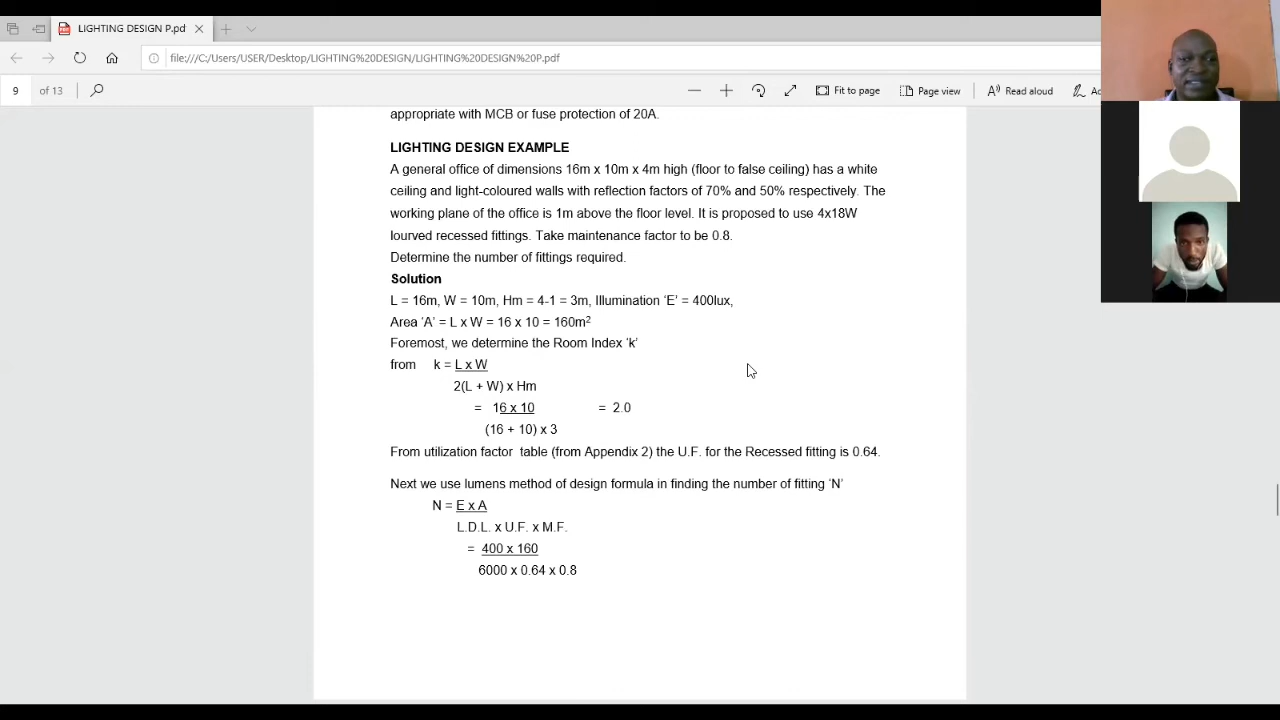 LIGHTING DESIGN P.pdf
file:///C:/Users/USER/Desktop/LIGHTING%20DESIGN/LIGHTING%20DESIGN%20P.pdf
9 of 13
Fit to page
Page view
Read aloud
appropriate with MCB or fuse protection of 20A.
LIGHTING DESIGN EXAMPLE
A general office of dimensions 16m x 10m x 4m high (floor to false ceiling) has a white
ceiling and light-coloured walls with reflection factors of 70% and 50% respectively. The
working plane of the office is 1m above the floor level. It is proposed to use 4x18W
lourved recessed fittings. Take maintenance factor to be 0.8.
Determine the number of fittings required.
Solution
L = 16m, W = 10m, Hm = 4-1 = 3m, Illumination ‘E’ = 400lux,
Area ‘A’ = L x W = 16 x 10 = 160m²
Foremost, we determine the Room Index ‘k’
from k = L x W
2(L + W) x Hm
= 16 x 10 = 2.0
(16 + 10) x 3
From utilization factor table (from Appendix 2) the U.F. for the Recessed fitting is 0.64.
Next we use lumens method of design formula in finding the number of fitting ‘N’
N = E x A
L.D.L. x U.F. x M.F.
= 400 x 160
6000 x 0.64 x 0.8